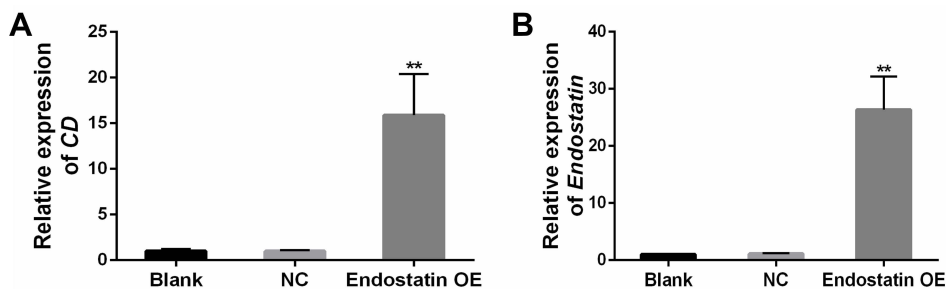 A
Relative expression
of CD
25
20
15
10
5
0
**
Blank
NC
Endostatin OE
B
Relative expression
of Endostatin
40
30
20
10
0
**
Blank
NC
Endostatin OE